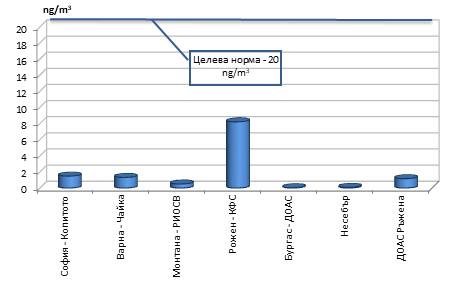 ng/m³
20
18
16
14
12
10
8
6
4
2
0
Целева норма - 20
ng/m³
София - Копитото
Варна - Чайка
Монтана - РИОСВ
Рожен - КФС
Бургас - ДОАС
Несебър
ДОАС Ръжена